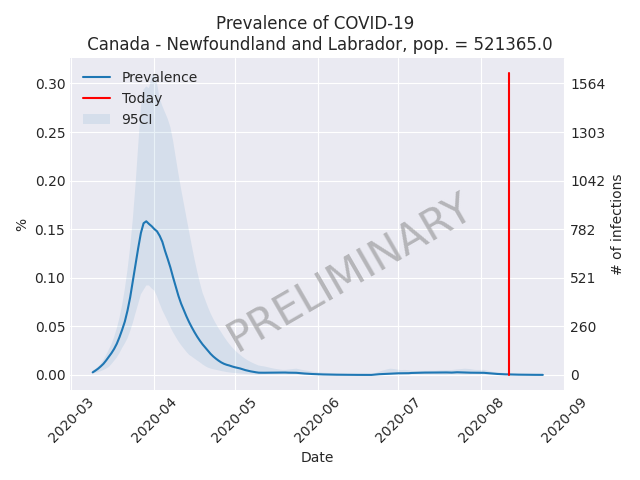 Prevalence of COVID-19
Canada - Newfoundland and Labrador, pop. = 521365.0
Prevalence
Today
95CI
0.30
0.25
0.20
0.15
0.10
0.05
0.00
%
1564
1303
1042
782
521
260
0
# of infections
PRELIMINARY
2020-03
2020-04
2020-05
2020-06
2020-07
2020-08
2020-09
Date